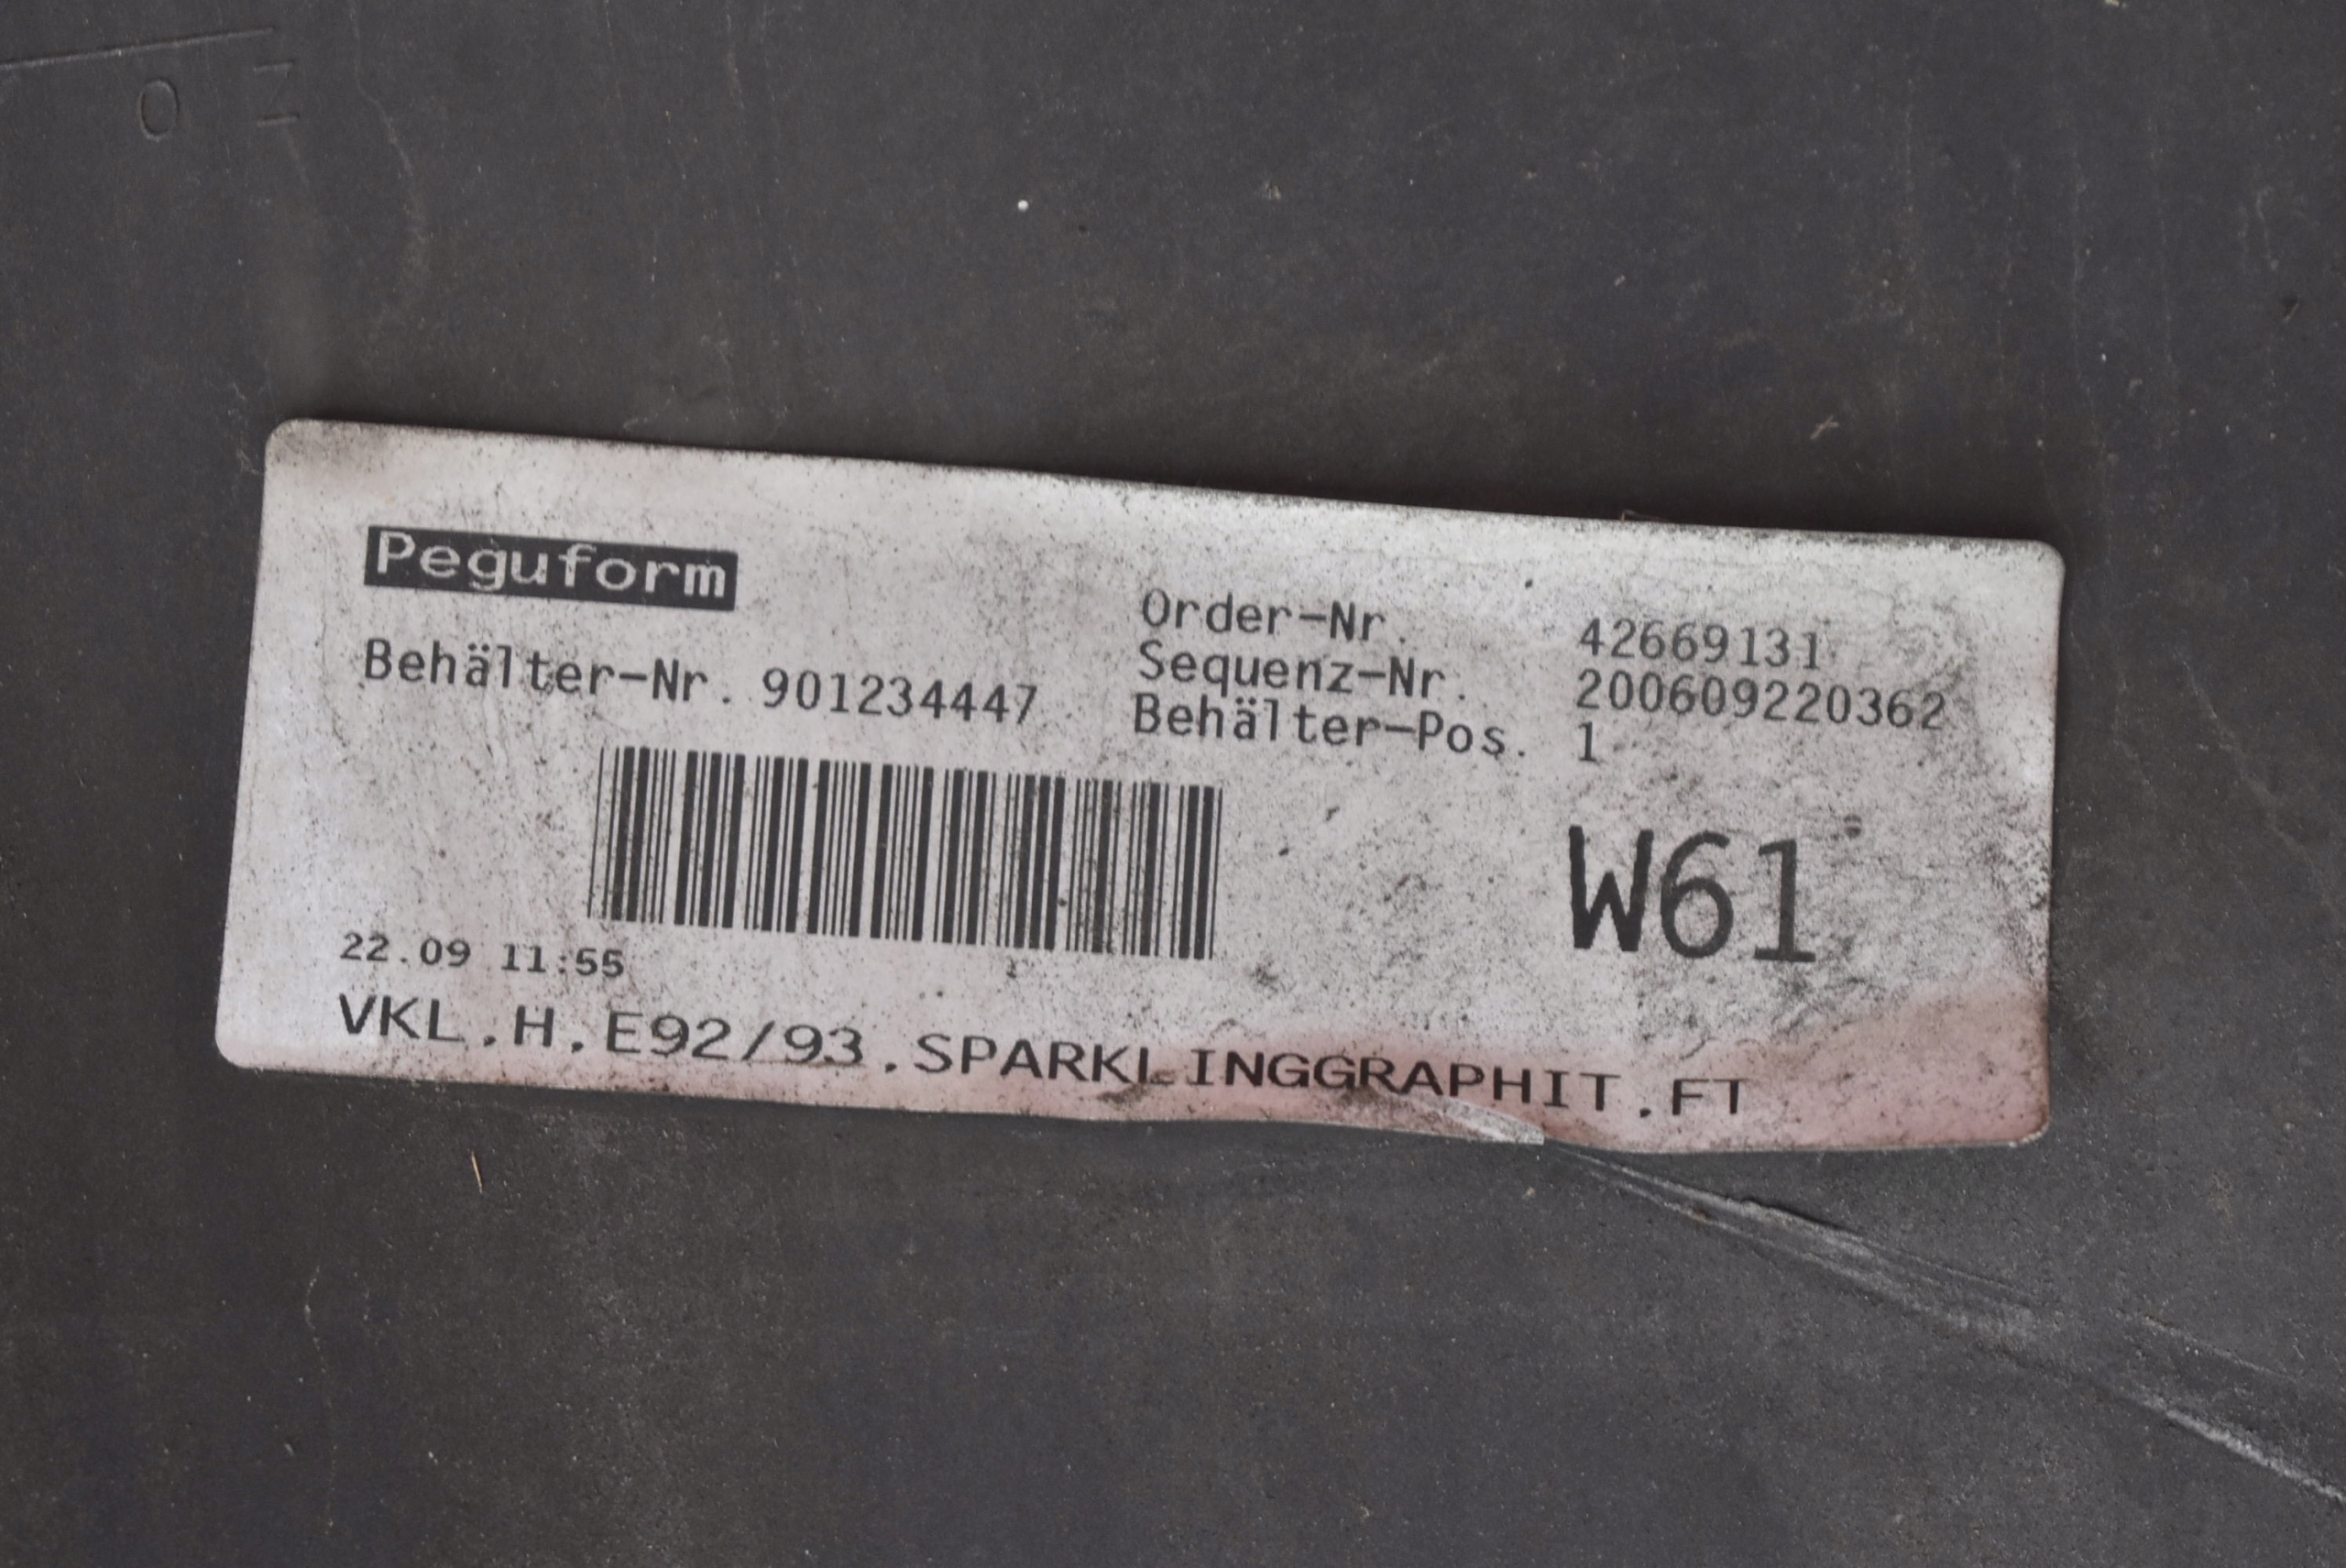 O Z
Peguform
Behälter-Nr. 901234447
Order-Nr. 42669131
Sequenz-Nr. 200609220362
Behälter-Pos. 1
W61
22.09 11:55
VKL.H.E92/93.SPARKLINGGRAPHIT.FT